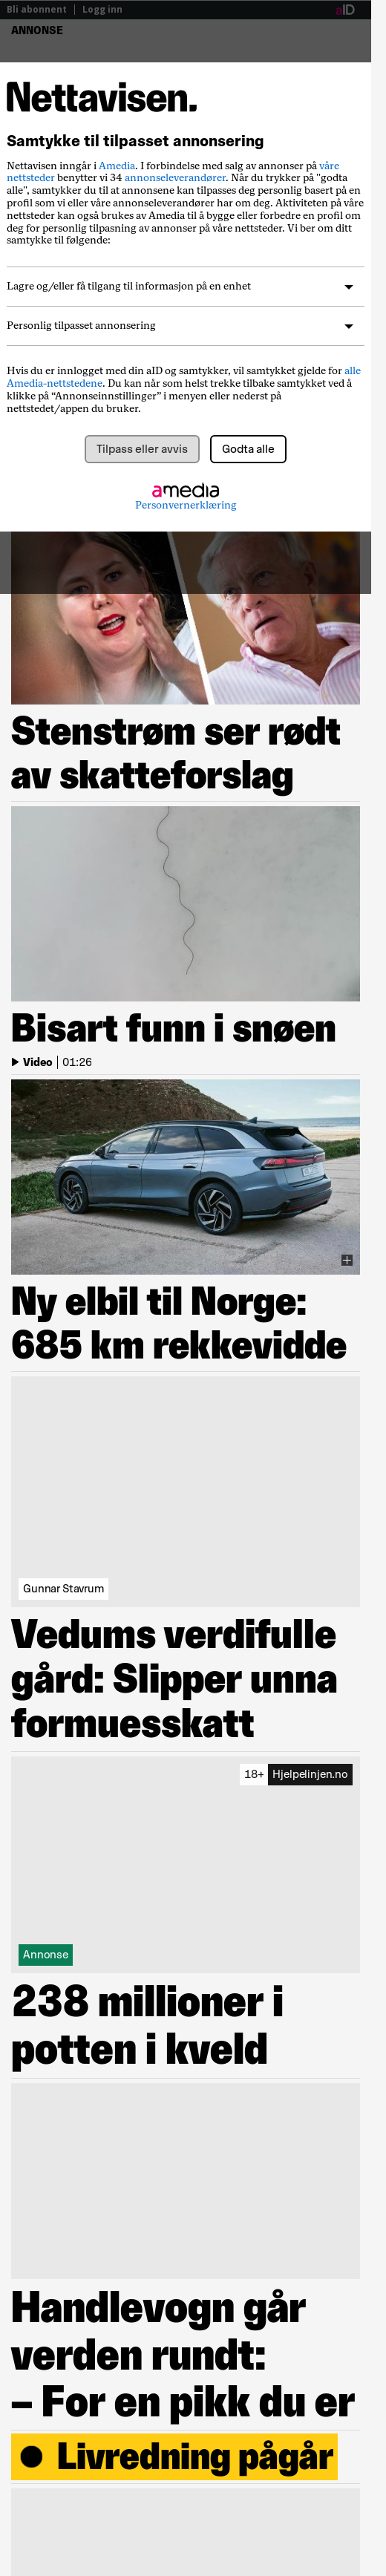 Bli abonnent | Logg inn
aID
ANNONSE
Nettavisen.
Samtykke til tilpasset annonsering
Nettavisen inngår i Amedia. I forbindelse med salg av annonser på våre
nettsteder benytter vi 34 annonseleverandører. Når du trykker på "godta
alle", samtykker du til at annonsene kan tilpasses deg personlig basert på en
profil som vi eller våre annonseleverandører har om deg. Aktiviteten på våre
nettsteder kan også brukes av Amedia til å bygge eller forbedre en profil om
deg for personlig tilpasning av annonser på våre nettsteder. Vi ber om ditt
samtykke til følgende:
Lagre og/eller få tilgang til informasjon på en enhet
Personlig tilpasset annonsering
Hvis du er innlogget med din aID og samtykker, vil samtykket gjelde for alle
Amedia-nettstedene. Du kan når som helst trekke tilbake samtykket ved å
klikke på “Annonseinnstillinger” i menyen eller nederst på
nettstedet/appen du bruker.
Tilpass eller avvis
Godta alle
amedia
Personvernerklæring
Stenstrøm ser rødt
av skatteforslag
Bisart funn i snøen
Video | 01:26
Ny elbil til Norge:
685 km rekkevidde
Gunnar Stavrum
Vedums verdifulle
gård: Slipper unna
formuesskatt
18+ Hjelpelinjen.no
Annonse
238 millioner i
potten i kveld
Handlevogn går
verden rundt:
– For en pikk du er
Livredning pågår